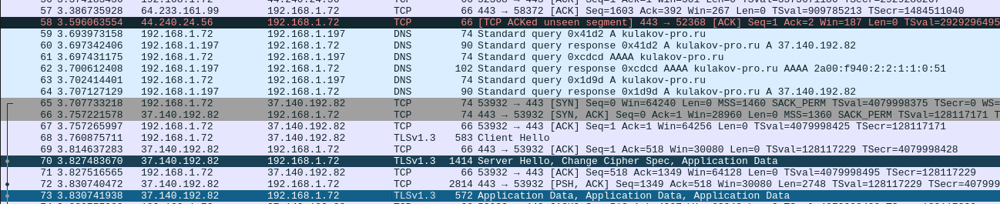 57 3.386735928 64.233.161.99 192.168.1.72 TCP 66 443 → 58372 [ACK] Seq=1603 Ack=392 Win=267 Len=0 TSval=909785213 TSecr=1484511040
58 3.596063554 44.240.24.56 192.168.1.72 TCP 66 [TCP ACKed unseen segment] 443 → 52368 [ACK] Seq=1 Ack=2 Win=187 Len=0 TSval=2929296495
59 3.693973158 192.168.1.72 192.168.1.197 DNS 74 Standard query 0x41d2 A kulakov-pro.ru
60 3.697342406 192.168.1.197 192.168.1.72 DNS 90 Standard query response 0x41d2 A kulakov-pro.ru A 37.140.192.82
61 3.697431175 192.168.1.72 192.168.1.197 DNS 74 Standard query 0xcdcd AAAA kulakov-pro.ru
62 3.700612408 192.168.1.197 192.168.1.72 DNS 102 Standard query response 0xcdcd AAAA kulakov-pro.ru AAAA 2a00:f940:2:2:1:1:0:51
63 3.702414401 192.168.1.72 192.168.1.197 DNS 74 Standard query 0x1d9d A kulakov-pro.ru
64 3.707127129 192.168.1.197 192.168.1.72 DNS 90 Standard query response 0x1d9d A kulakov-pro.ru A 37.140.192.82
65 3.707733218 192.168.1.72 37.140.192.82 TCP 74 53932 → 443 [SYN] Seq=0 Win=64240 Len=0 MSS=1460 SACK_PERM TSval=4079998375 TSecr=0 WS=
66 3.757221578 37.140.192.82 192.168.1.72 TCP 74 443 → 53932 [SYN, ACK] Seq=0 Ack=1 Win=28960 Len=0 MSS=1360 SACK_PERM TSval=128117171 T
67 3.757265997 192.168.1.72 37.140.192.82 TCP 66 53932 → 443 [ACK] Seq=1 Ack=1 Win=64256 Len=0 TSval=4079998425 TSecr=128117171
68 3.760875711 192.168.1.72 37.140.192.82 TLSv1.3 583 Client Hello
69 3.814637283 37.140.192.82 192.168.1.72 TCP 66 443 → 53932 [ACK] Seq=1 Ack=518 Win=30080 Len=0 TSval=128117229 TSecr=4079998428
70 3.827483670 37.140.192.82 192.168.1.72 TLSv1.3 1414 Server Hello, Change Cipher Spec, Application Data
71 3.827516565 192.168.1.72 37.140.192.82 TCP 66 53932 → 443 [ACK] Seq=518 Ack=1349 Win=64128 Len=0 TSval=4079998495 TSecr=128117229
72 3.830740472 37.140.192.82 192.168.1.72 TCP 2814 443 → 53932 [PSH, ACK] Seq=1349 Ack=518 Win=30080 Len=2748 TSval=128117229 TSecr=4079
73 3.830741938 37.140.192.82 192.168.1.72 TLSv1.3 572 Application Data, Application Data, Application Data